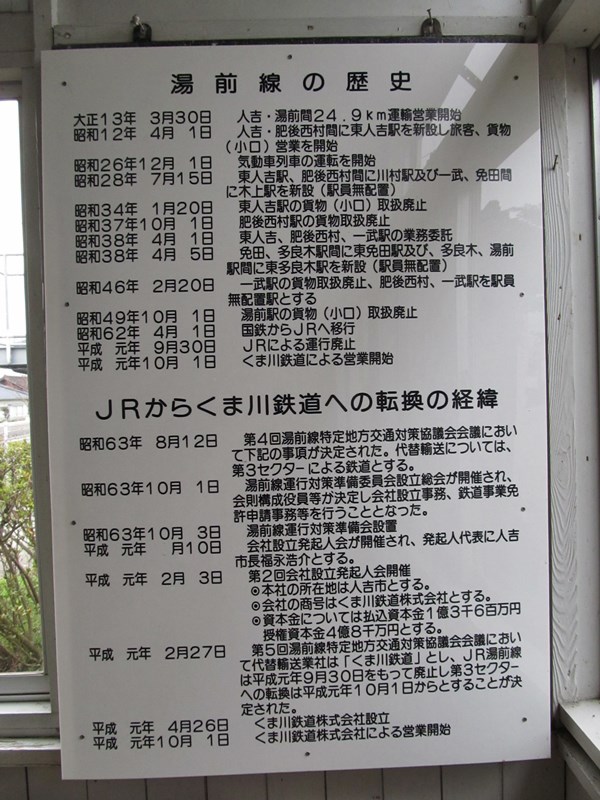 湯前線の歴史
大正13年 3月30日 人吉・湯前間24.9km運輸営業開始
昭和12年 4月 1日 人吉・肥後西村間に東人吉駅を新設し旅客、貨物
(小口)営業を開始
昭和26年12月 1日 気動車列車の運転を開始
昭和28年 7月15日 東人吉駅、肥後西村間に川村駅及び一武、免田間
に木上駅を新設(駅員無配置)
昭和34年 1月20日 東人吉駅の貨物(小口)取扱廃止
昭和37年10月 1日 肥後西村駅の貨物取扱廃止
昭和38年 4月 1日 東人吉、肥後西村、一武駅の業務委託
昭和38年 4月 5日 免田、多良木駅間に東免田駅及び、多良木、湯前
駅間に東多良木駅を新設(駅員無配置)
昭和46年 2月20日 一武駅の貨物取扱廃止、肥後西村、一武駅を駅員
無配置駅とする
昭和49年10月 1日 湯前駅の貨物(小口)取扱廃止
昭和62年 4月 1日 国鉄からJRへ移行
平成 元年 9月30日 JRによる運行廃止
平成 元年10月 1日 くま川鉄道による営業開始
JRからくま川鉄道への転換の経緯
昭和63年 8月12日 第4回湯前線特定地方交通対策協議会会議におい
て下記の事項が決定された。代替輸送については、
第3セクターによる鉄道とする。
昭和63年10月 1日 湯前線運行対策準備委員会設立総会が開催され、
会則構成役員等が決定し会社設立事務、鉄道事業免
許申請事務等を行うこととなった。
昭和63年10月 3日 湯前線運行対策準備会設置
平成 元年 月10日 会社設立発起人会が開催され、発起人代表に人吉
市長福永浩介とする。
平成 元年 2月 3日 第2回会社設立発起人会開催
◎本社の所在地は人吉市とする。
◎会社の商号はくま川鉄道株式会社とする。
◎資本金については払込資本金1億3千6百万円
授権資本金4億8千万円とする。
平成 元年 2月27日 第5回湯前線特定地方交通対策協議会会議におい
て代替輸送業社は「くま川鉄道」とし、JR湯前線
は平成元年9月30日をもって廃止し第3セクター
への転換は平成元年10月1日からとすることが決
定された。
平成 元年 4月26日 くま川鉄道株式会社設立
平成 元年10月 1日 くま川鉄道株式会社による営業開始